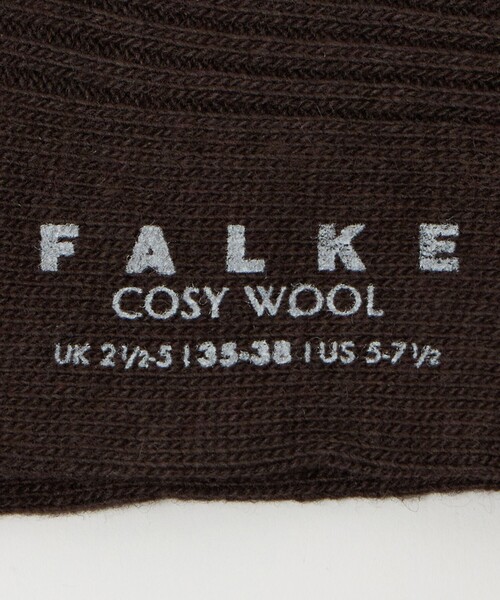 FALKE
COSY WOOL
UK 2½-5 | 35-38 | US 5-7½